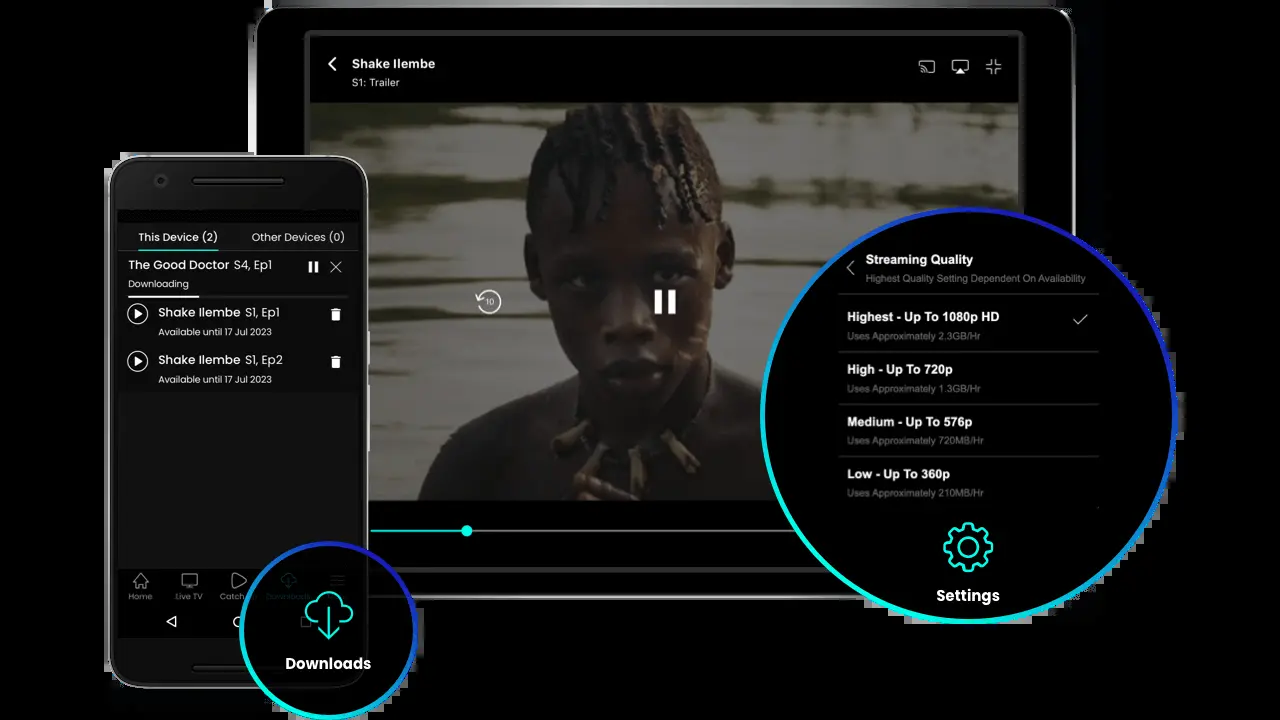 Shake Ilembe
S1: Trailer
This Device (2)
Other Devices (0)
The Good Doctor S4, Ep1
Downloading
Shake Ilembe S1, Ep1
Available until 17 Jul 2023
Shake Ilembe S1, Ep2
Available until 17 Jul 2023
Home
Live TV
Catch
Downloads
Downloads
10
Streaming Quality
Highest Quality Setting Dependent On Availability
Highest - Up To 1080p HD
Uses Approximately 2.3GB/Hr
High - Up To 720p
Uses Approximately 1.3GB/Hr
Medium - Up To 576p
Uses Approximately 720MB/Hr
Low - Up To 360p
Uses Approximately 210MB/Hr
Settings